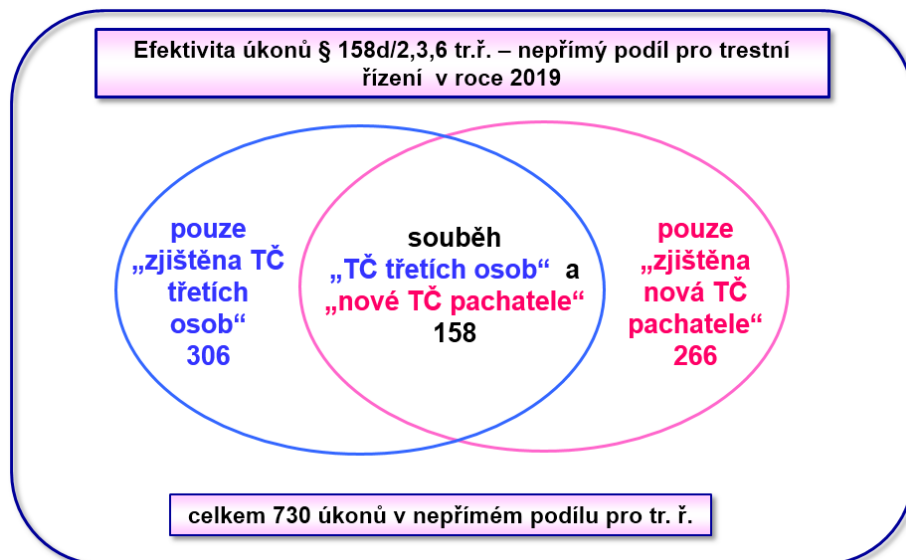 Efektivita úkonů § 158d/2,3,6 tr.ř. – nepřímý podíl pro trestní
řízení v roce 2019
pouze
„zjištěna TČ
třetích
osob“
306
souběh
„TČ třetích osob“ a
„nové TČ pachatele“
158
pouze
„zjištěna
nová TČ
pachatele“
266
celkem 730 úkonů v nepřímém podílu pro tr. ř.